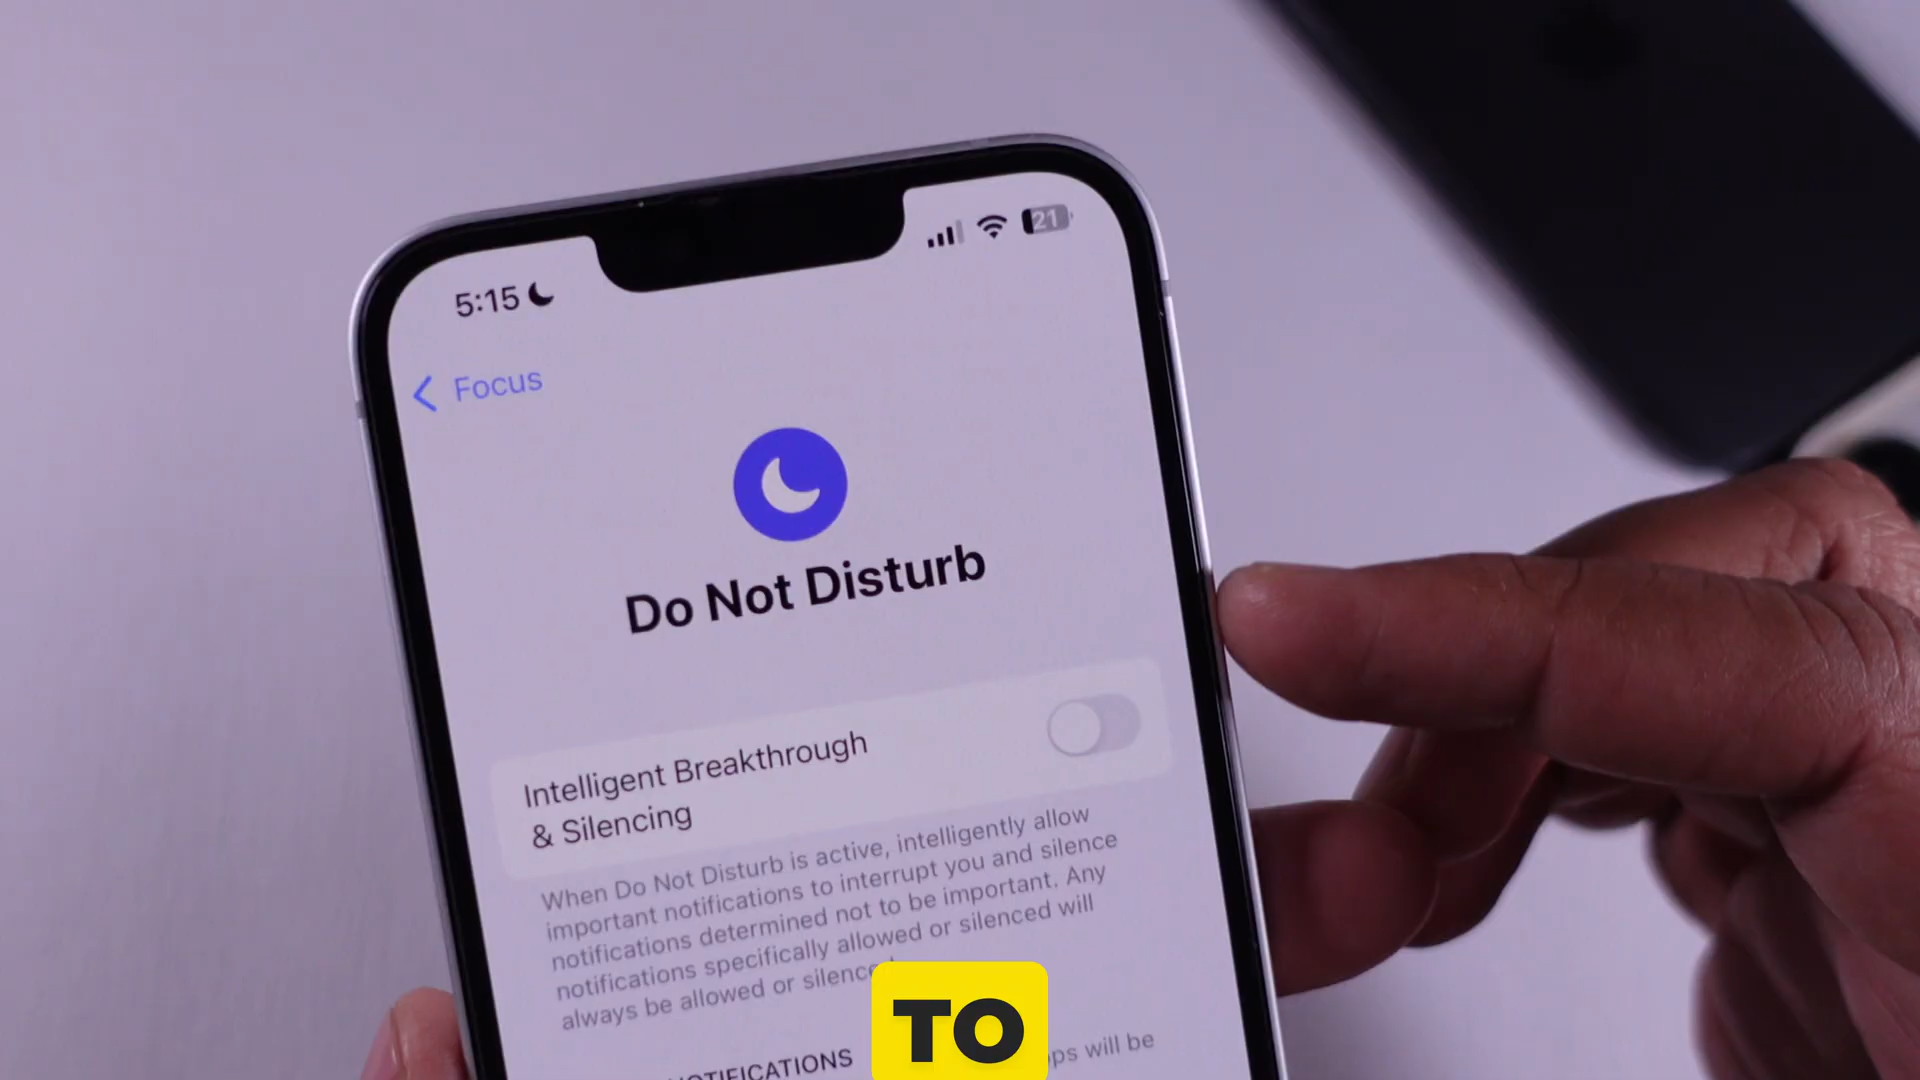 5:15
21
Focus
Do Not Disturb
Intelligent Breakthrough
& Silencing
When Do Not Disturb is active, intelligently allow
important notifications to interrupt you and silence
notifications determined not to be important. Any
notifications specifically allowed or silenced will
always be allowed or
will be
TO